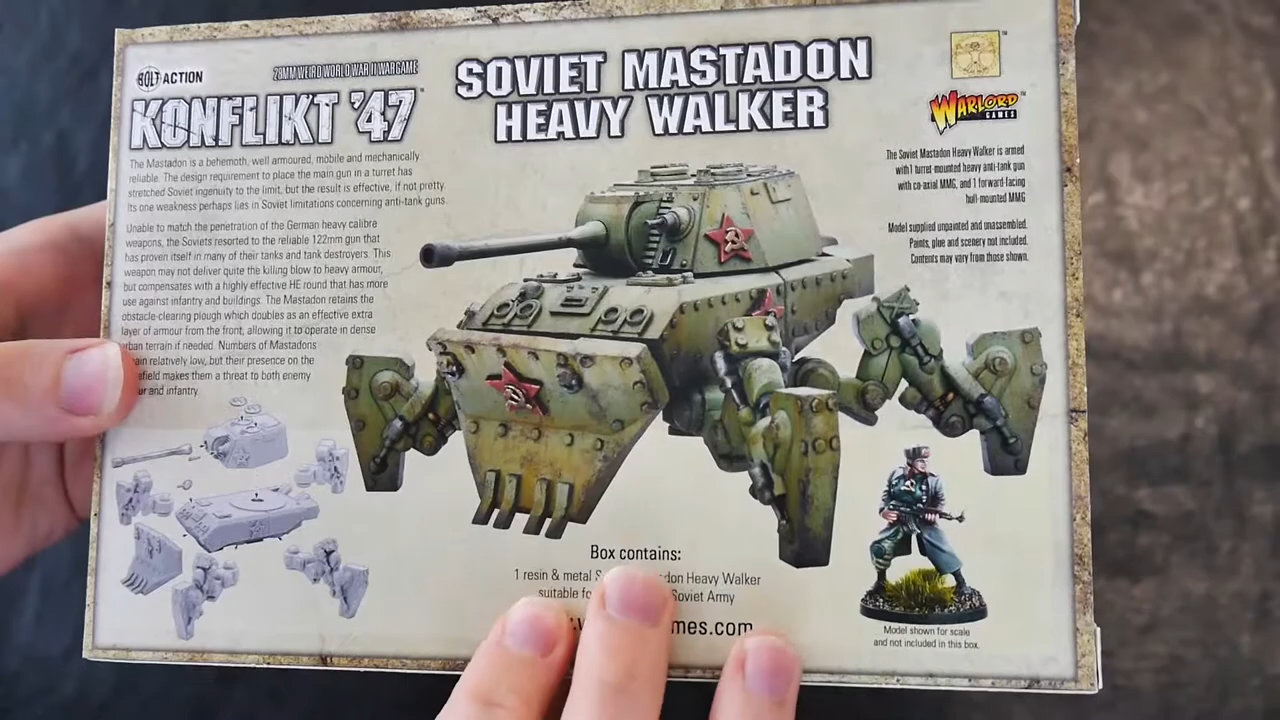 BOLT ACTION
28MM WEIRD WORLD WAR II WARGAME
KONFLIKT '47
SOVIET MASTADON
HEAVY WALKER
WARLORD
GAMES
The Mastadon is a behemoth, well armoured, mobile and mechanically
reliable. The design requirement to place the main gun in a turret has
stretched Soviet ingenuity to the limit, but the result is effective, if not pretty.
Its one weakness perhaps lies in Soviet limitations concerning anti-tank guns.
Unable to match the penetration of the German heavy calibre
weapons, the Soviets resorted to the reliable 122mm gun that
has proven itself in many of their tanks and tank destroyers. This
weapon may not deliver quite the killing blow to heavy armour,
but compensates with a highly effective HE round that has more
use against infantry and buildings. The Mastadon retains the
obstacle-clearing plough which doubles as an effective extra
layer of armour from the front, allowing it to operate in dense
urban terrain if needed. Numbers of Mastadons
relatively low, but their presence on the
makes them a threat to both enemy
and infantry.
The Soviet Mastadon Heavy Walker is armed
with 1 turret-mounted heavy anti-tank gun
with co-axial MMG, and 1 forward-facing
hull-mounted MMG
Model supplied unpainted and unassembled.
Paints, glue and scenery not included.
Contents may vary from those shown.
Box contains:
1 resin & metal Heavy Walker
suitable Soviet Army
Model shown for scale
and not included in this box.